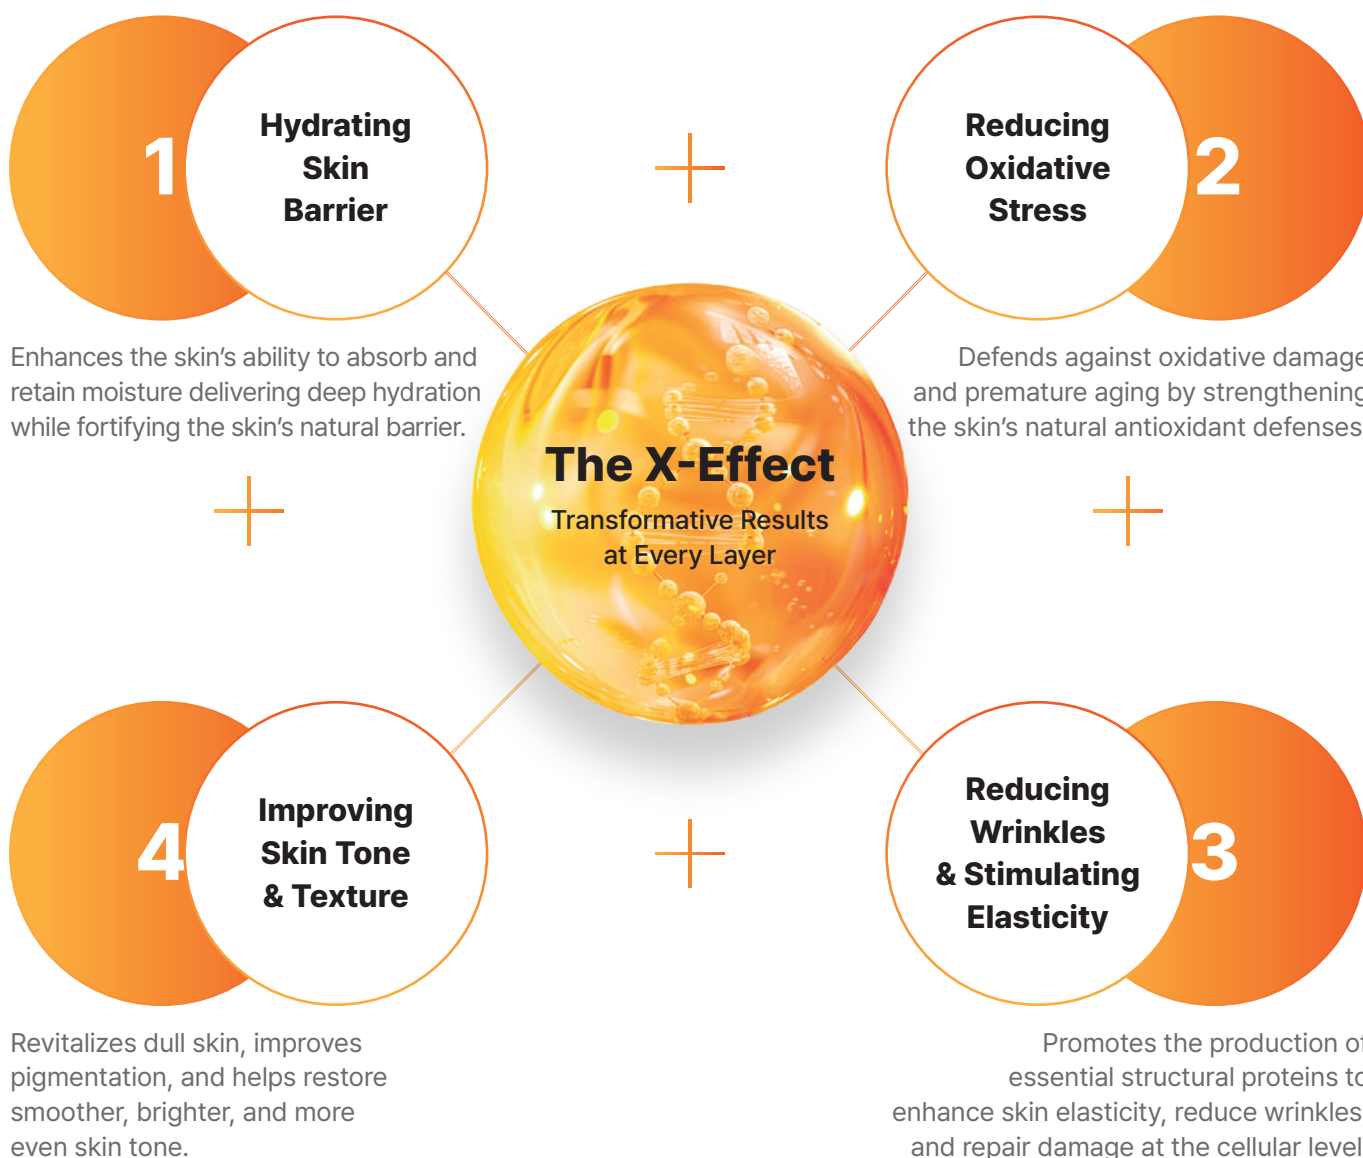 1
Hydrating
Skin
Barrier
Enhances the skin's ability to absorb and
retain moisture delivering deep hydration
while fortifying the skin's natural barrier.
Reducing
Oxidative
Stress
2
Defends against oxidative damage
and premature aging by strengthening
the skin's natural antioxidant defenses
The X-Effect
Transformative Results
at Every Layer
4
Improving
Skin Tone
& Texture
Revitalizes dull skin, improves
pigmentation, and helps restore
smoother, brighter, and more
even skin tone.
Reducing
Wrinkles
& Stimulating
Elasticity
3
Promotes the production of
essential structural proteins to
enhance skin elasticity, reduce wrinkles
and repair damage at the cellular level